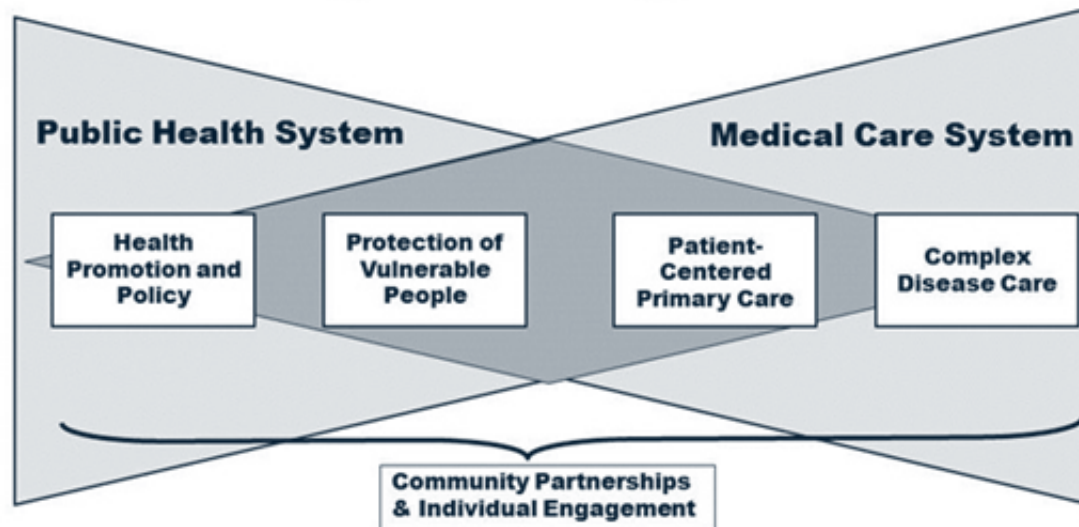 Public Health System
Medical Care System
Health
Promotion and
Policy
Protection of
Vulnerable
People
Patient-
Centered
Primary Care
Complex
Disease Care
Community Partnerships
& Individual Engagement